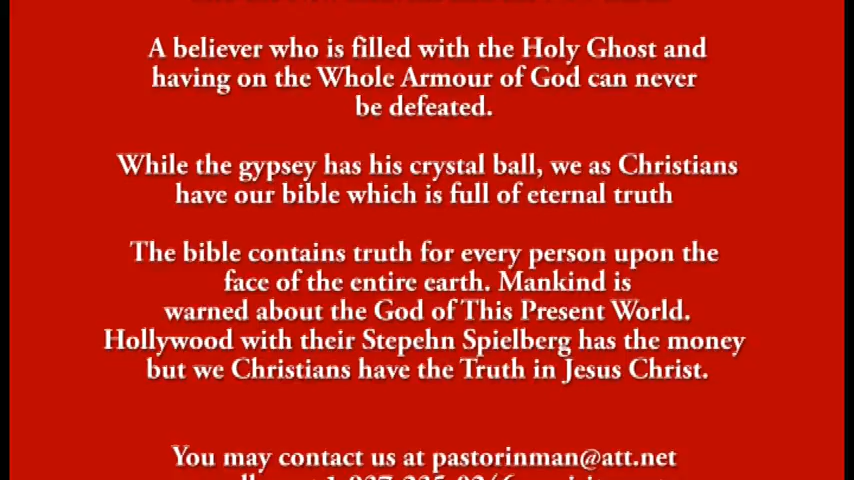 A believer who is filled with the Holy Ghost and
having on the Whole Armour of God can never
be defeated.
While the gypsey has his crystal ball, we as Christians
have our bible which is full of eternal truth
The bible contains truth for every person upon the
face of the entire earth. Mankind is
warned about the God of This Present World.
Hollywood with their Stepehn Spielberg has the money
but we Christians have the Truth in Jesus Christ.
You may contact us at pastorinman@att.net